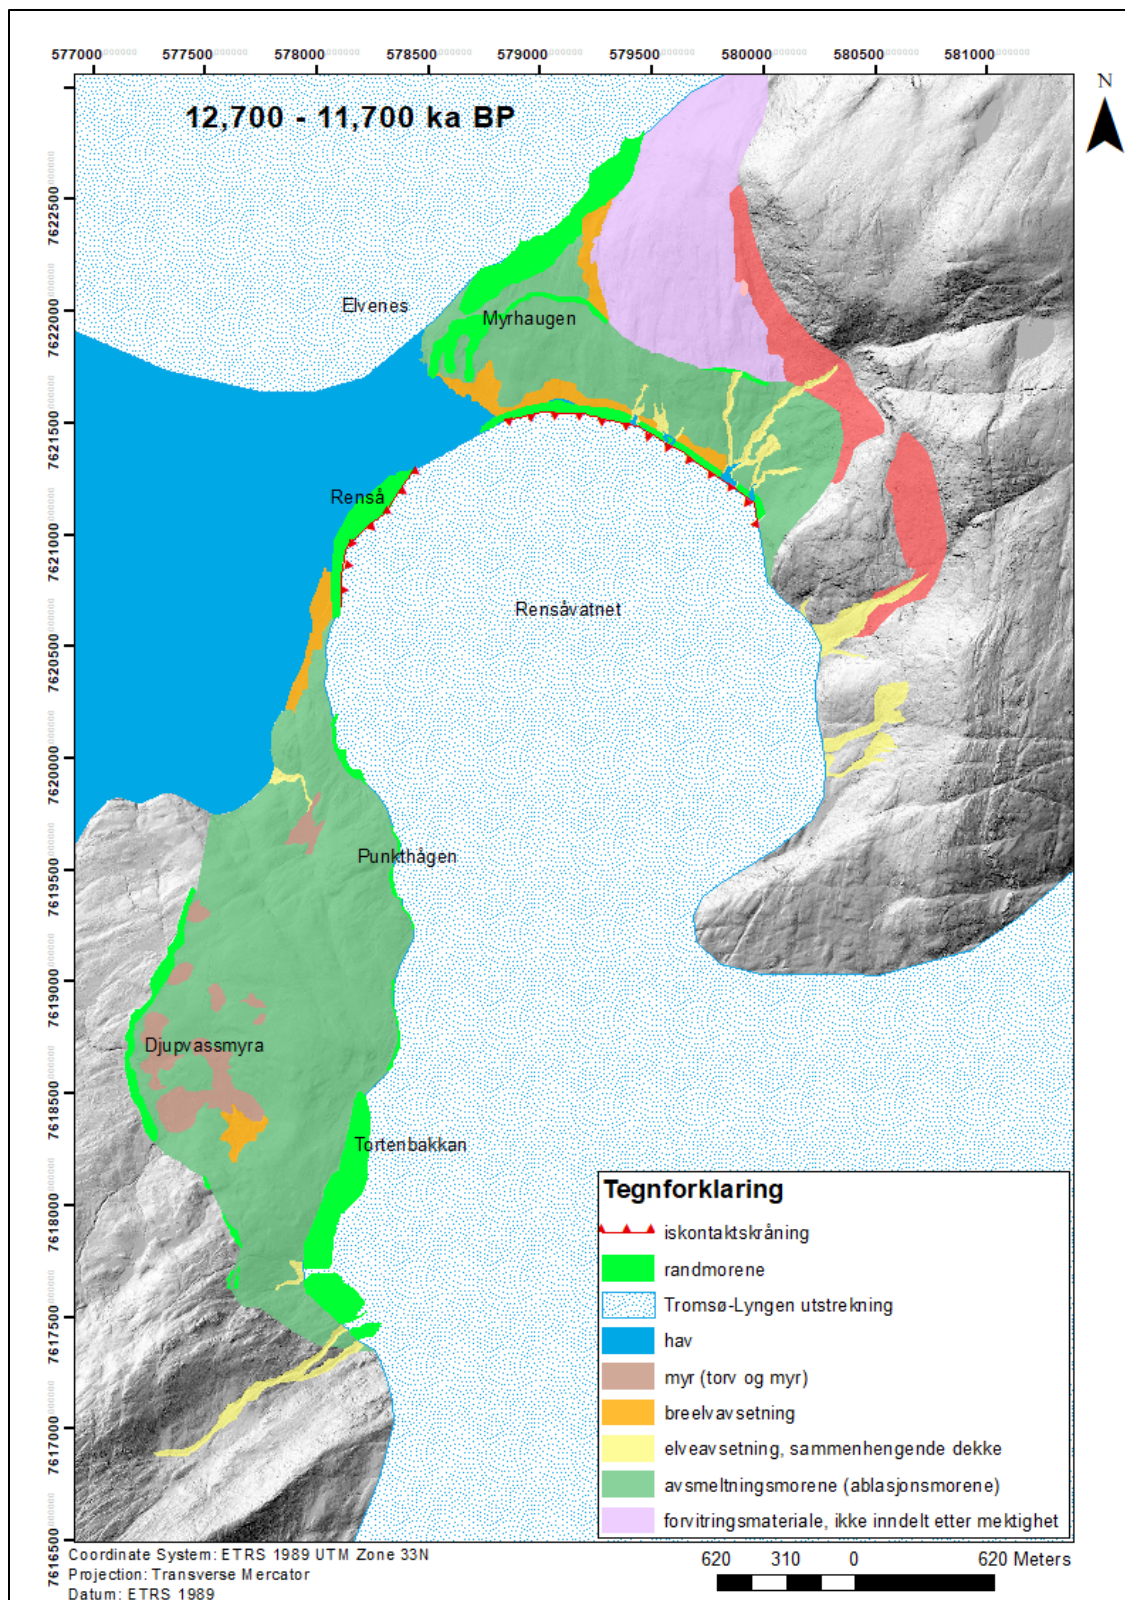 577000 577500 578000 578500 579000 579500 580000 580500 581000
N
12,700 - 11,700 ka BP
7622500
Elvenes
7622000
Myrhaugen
7621500
Renså
7621000
Rensåvatnet
7620500
7620000
Punkthågen
7619500
7619000
Djupvassmyra
7618500
Tortenbakkan
7618000
7617500
7617000
7616500
Tegnforklaring
iskontaktskråning
randmorene
Tromsø-Lyngen utstrekning
hav
myr (torv og myr)
breelvavsetning
elveavsetning, sammenhengende dekke
avsmeltningsmorene (ablasjonsmorene)
forvitringsmateriale, ikke inndelt etter mektighet
Coordinate System: ETRS 1989 UTM Zone 33N
Projection: Transverse Mercator
Datum: ETRS 1989
620 310 0 620 Meters